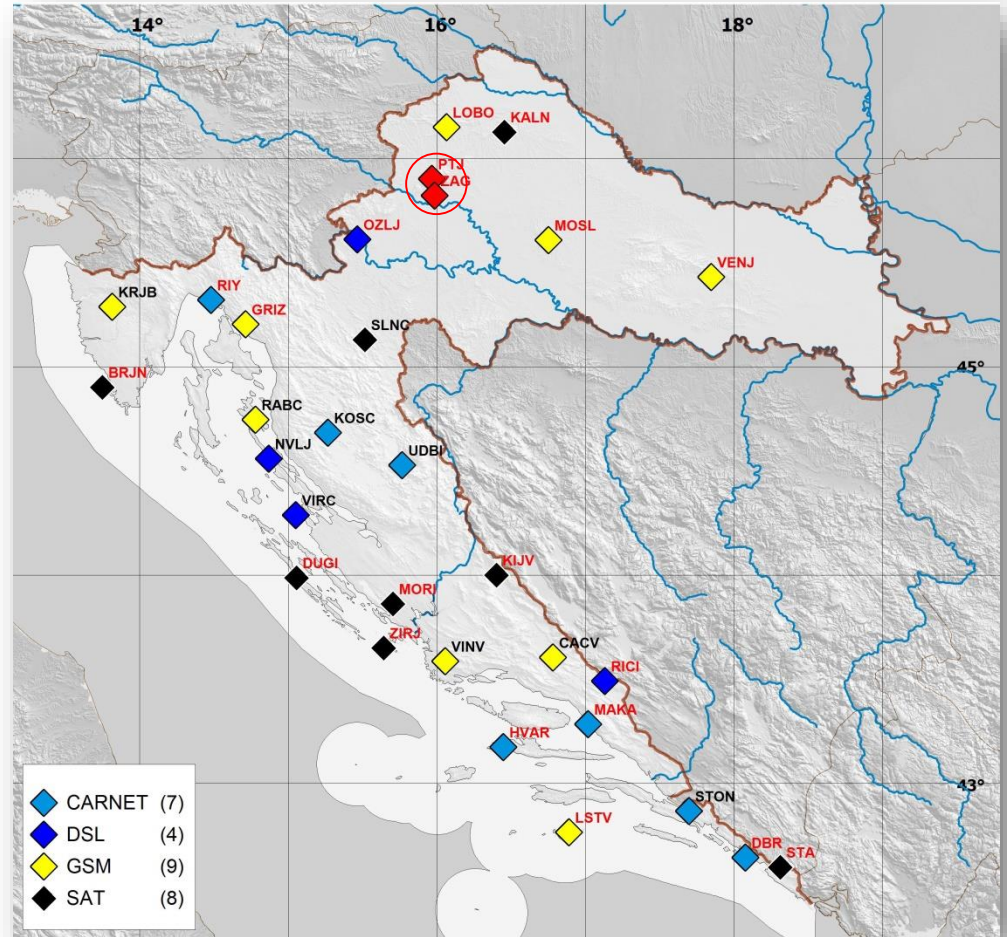 14° 16° 18°
LOBO
KALN
PTJ
ZAG
OZLJ
MOSL
VENJ
KRJB
RIY
GRIZ
SLNC
45°
BRJN
RABC
KOSC
NVLJ
UDBI
VIRC
DUGI
KIJV
MORI
ZIRJ
VINV
CACV
RICI
MAKA
HVAR
43°
STON
LSTV
DBR
STA
CARNET (7)
DSL (4)
GSM (9)
SAT (8)